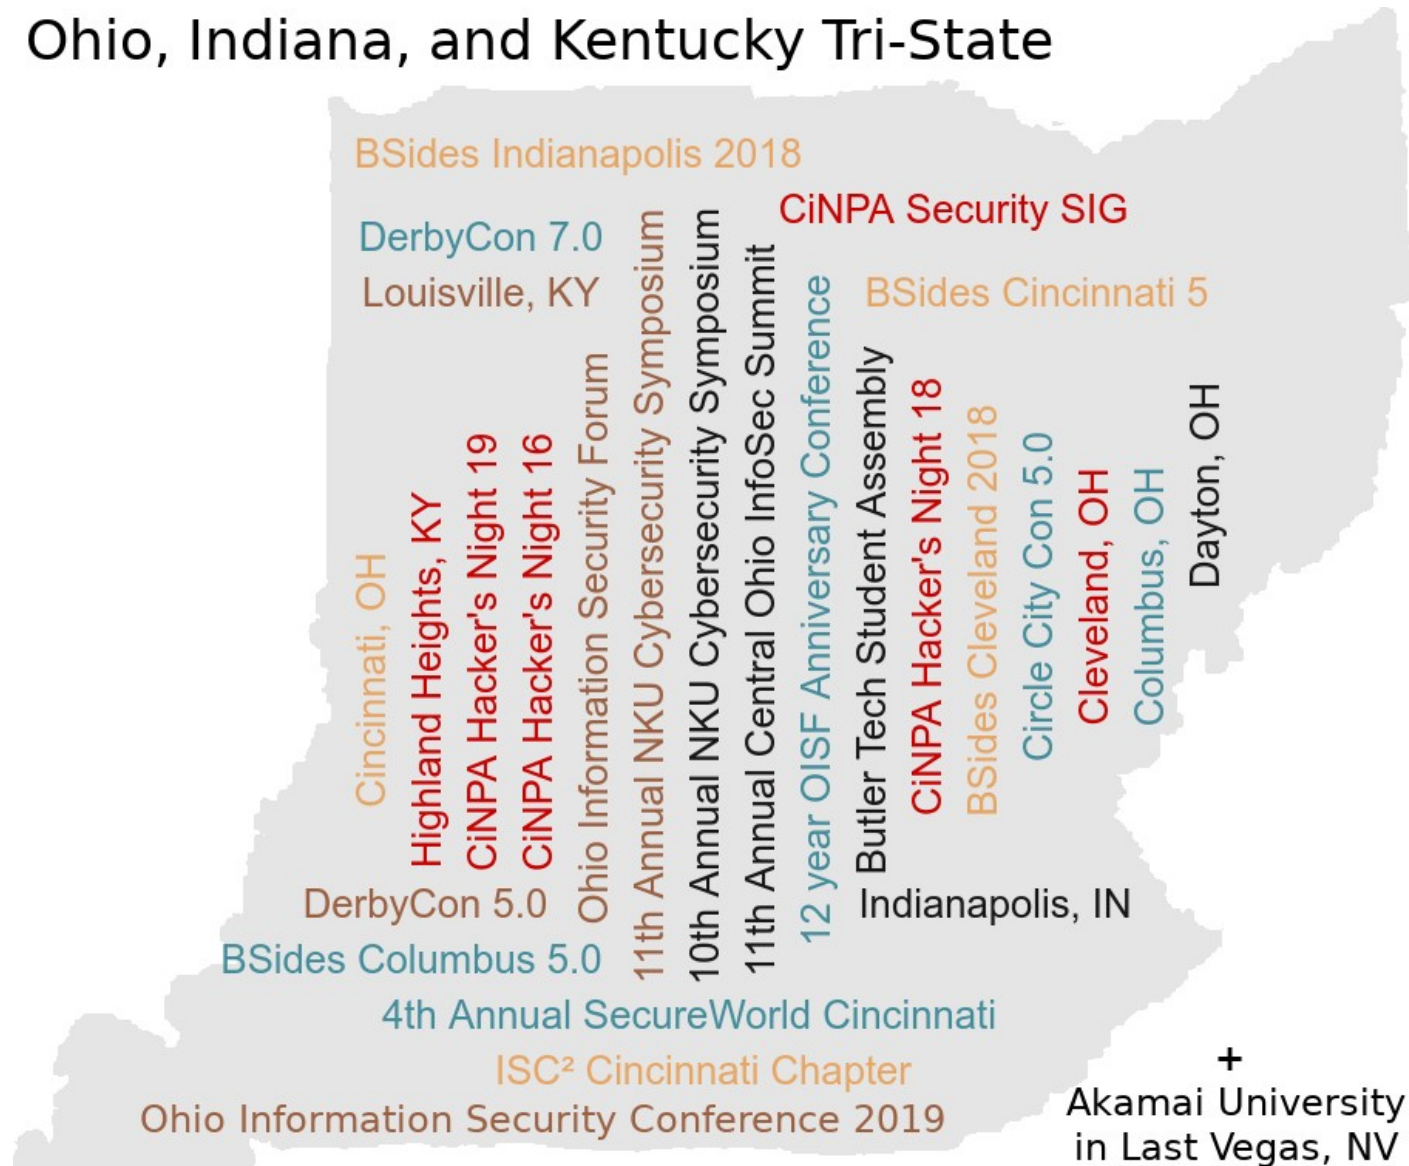 Ohio, Indiana, and Kentucky Tri-State
BSides Indianapolis 2018
CiNPA Security SIG
DerbyCon 7.0
Louisville, KY
BSides Cincinnati 5
Cincinnati, OH
Highland Heights, KY
CiNPA Hacker's Night 19
CiNPA Hacker's Night 16
Ohio Information Security Forum
11th Annual NKU Cybersecurity Symposium
10th Annual NKU Cybersecurity Symposium
11th Annual Central Ohio InfoSec Summit
12 year OISF Anniversary Conference
Butler Tech Student Assembly
CiNPA Hacker's Night 18
BSides Cleveland 2018
Circle City Con 5.0
Cleveland, OH
Columbus, OH
Dayton, OH
DerbyCon 5.0
Indianapolis, IN
BSides Columbus 5.0
4th Annual SecureWorld Cincinnati
ISC² Cincinnati Chapter
Ohio Information Security Conference 2019
+
Akamai University
in Last Vegas, NV